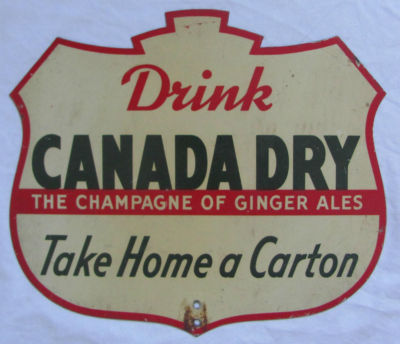 Drink
CANADA DRY
THE CHAMPAGNE OF GINGER ALES
Take Home a Carton